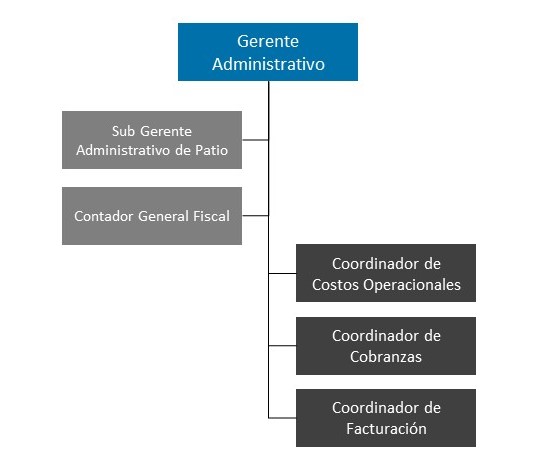 Gerente
Administrativo
Sub Gerente
Administrativo de Patio
Contador General Fiscal
Coordinador de
Costos Operacionales
Coordinador de
Cobranzas
Coordinador de
Facturación